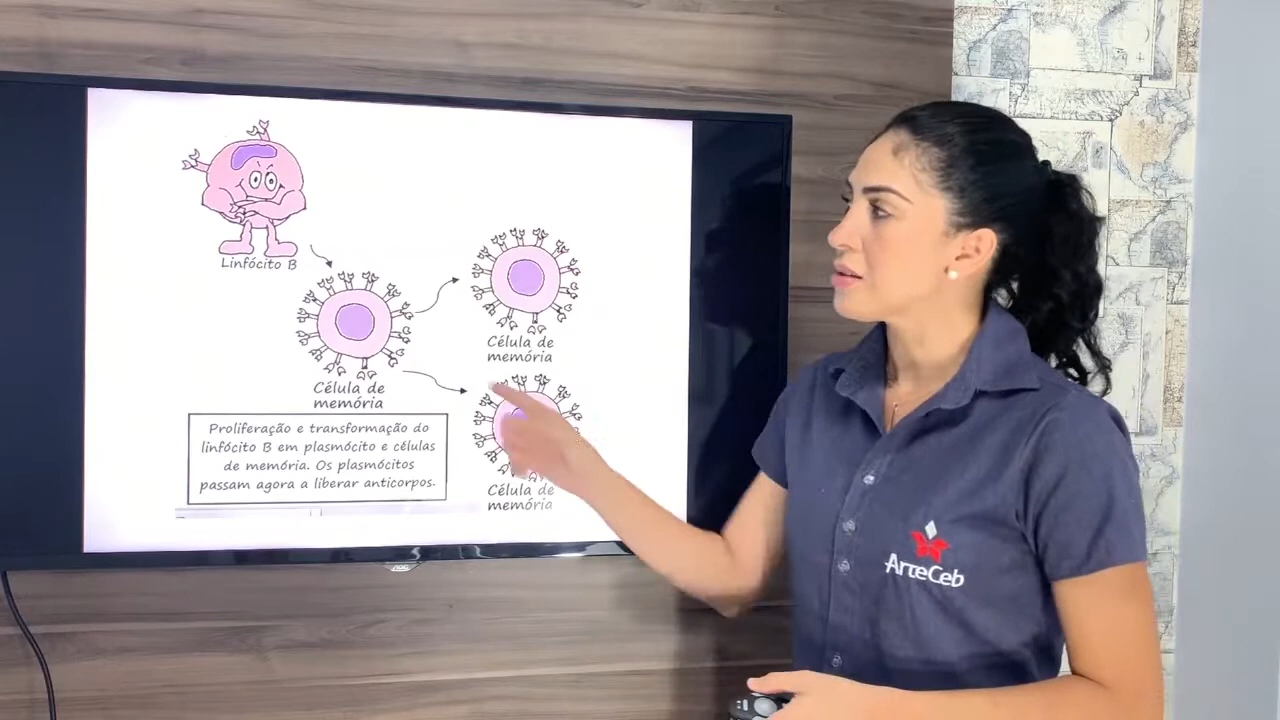 Linfócito B
Célula de
memória
Célula de
memória
Proliferação e transformação do
linfócito B em plasmócito e células
de memória. Os plasmócitos
passam agora a liberar anticorpos.
Célula de
memória
ArteCeb
AOC